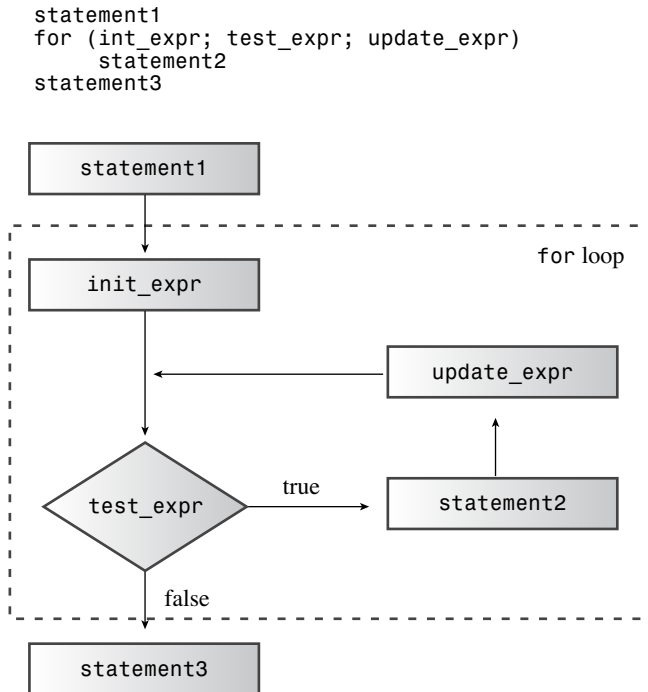 statement1
for (int_expr; test_expr; update_expr)
     statement2
statement3
statement1
for loop
init_expr
update_expr
test_expr
true
statement2
false
statement3